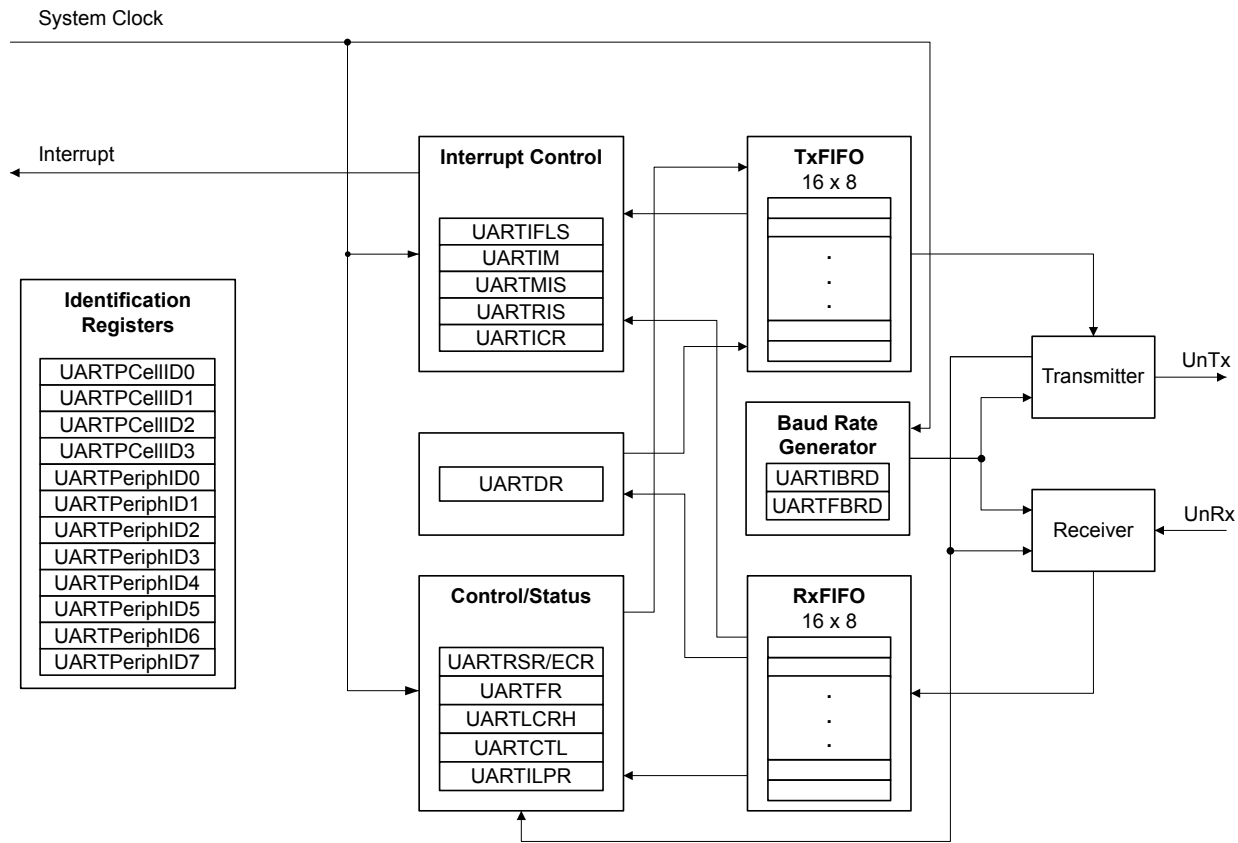 System Clock
Interrupt
Interrupt Control
UARTIFLS
UARTIM
UARTMIS
UARTRIS
UARTICR
TxFIFO
16 x 8
.
.
.
Identification
Registers
UARTPCellID0
UARTPCellID1
UARTPCellID2
UARTPCellID3
UARTPeriphID0
UARTPeriphID1
UARTPeriphID2
UARTPeriphID3
UARTPeriphID4
UARTPeriphID5
UARTPeriphID6
UARTPeriphID7
UARTDR
Baud Rate
Generator
UARTIBRD
UARTFBRD
Transmitter
UnTx
Receiver
UnRx
Control/Status
UARTRSR/ECR
UARTFR
UARTLCRH
UARTCTL
UARTILPR
RxFIFO
16 x 8
.
.
.